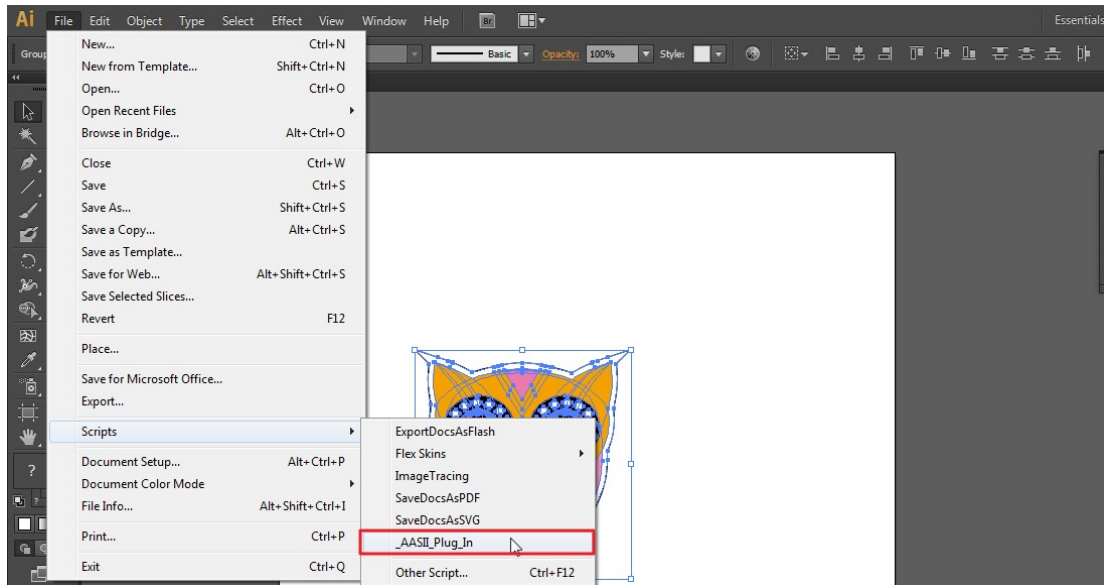 Ai File Edit Object Type Select Effect View Window Help Br Essentials
Group Basic Opacity: 100% Style:
New... Ctrl+N
New from Template... Shift+Ctrl+N
Open... Ctrl+O
Open Recent Files
Browse in Bridge... Alt+Ctrl+O
Close Ctrl+W
Save Ctrl+S
Save As... Shift+Ctrl+S
Save a Copy... Alt+Ctrl+S
Save as Template...
Save for Web... Alt+Shift+Ctrl+S
Save Selected Slices...
Revert F12
Place...
Save for Microsoft Office...
Export...
Scripts
Document Setup... Alt+Ctrl+P
Document Color Mode
File Info... Alt+Shift+Ctrl+I
Print... Ctrl+P
Exit Ctrl+Q
ExportDocsAsFlash
Flex Skins
ImageTracing
SaveDocsAsPDF
SaveDocsAsSVG
_AASII_Plug_In
Other Script... Ctrl+F12